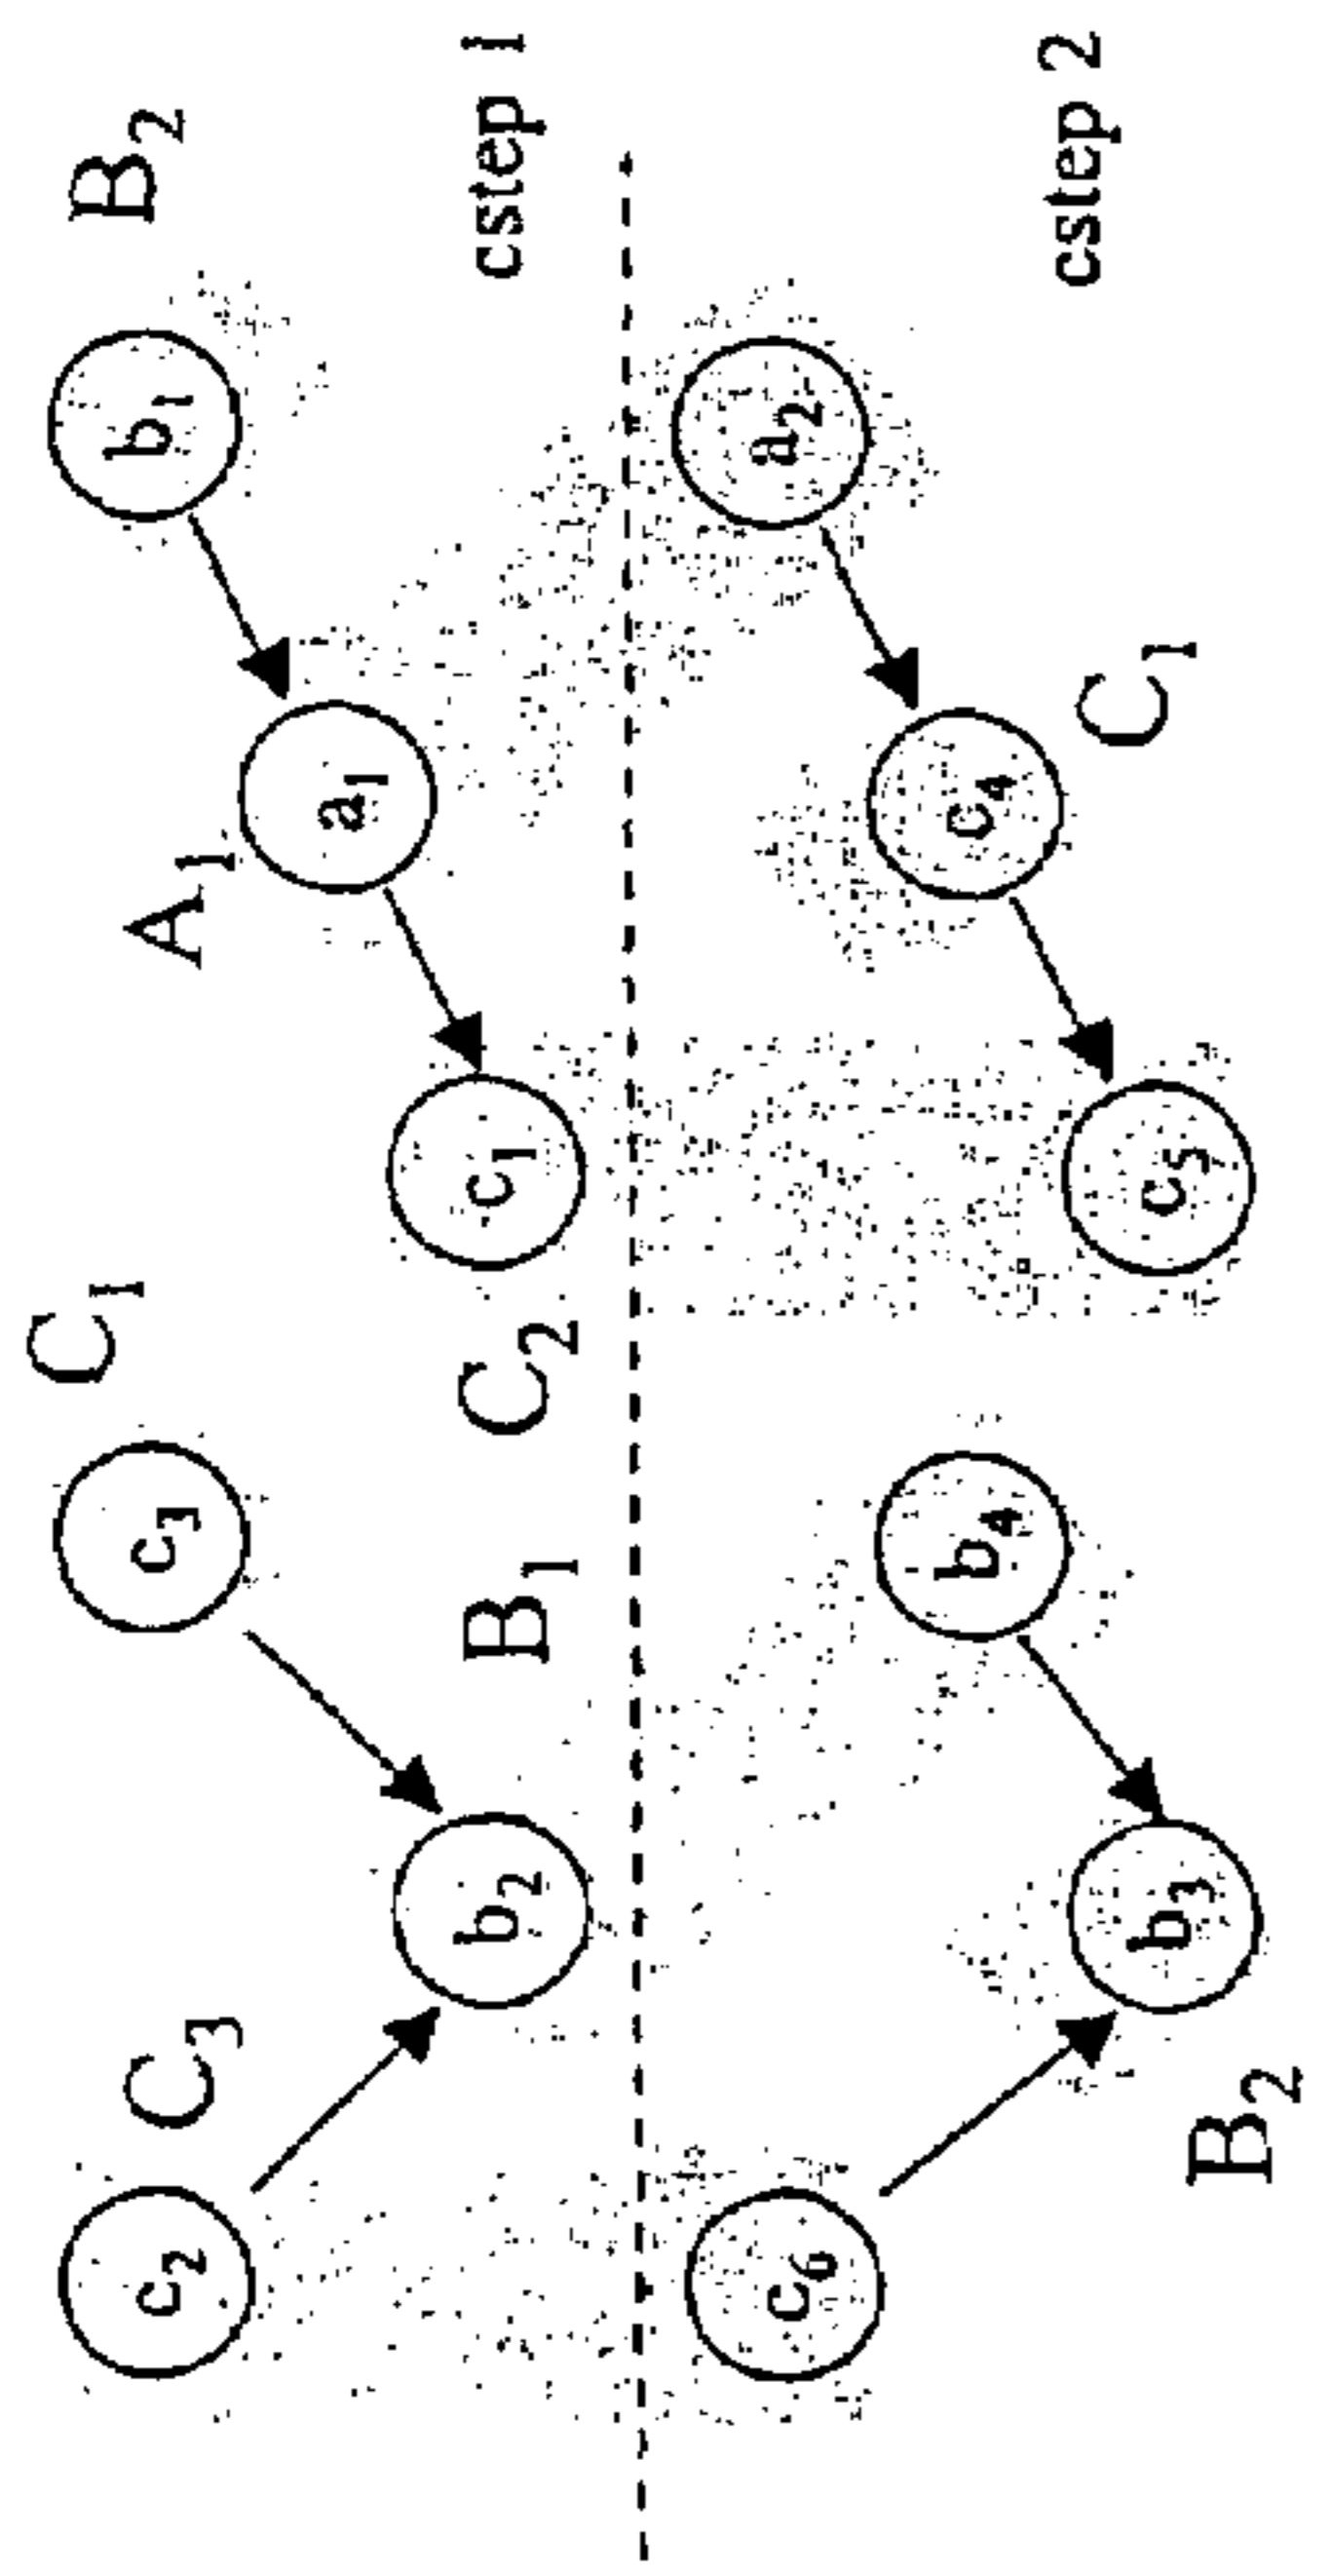 C₁
B₂
c₂
c₃
b₁
C₃
A₁
a₁
b₂
B₁
C₂
c₁
cstep 1
c₆
a₂
b₄
c₄
cstep 2
C₁
b₃
c₅
B₂